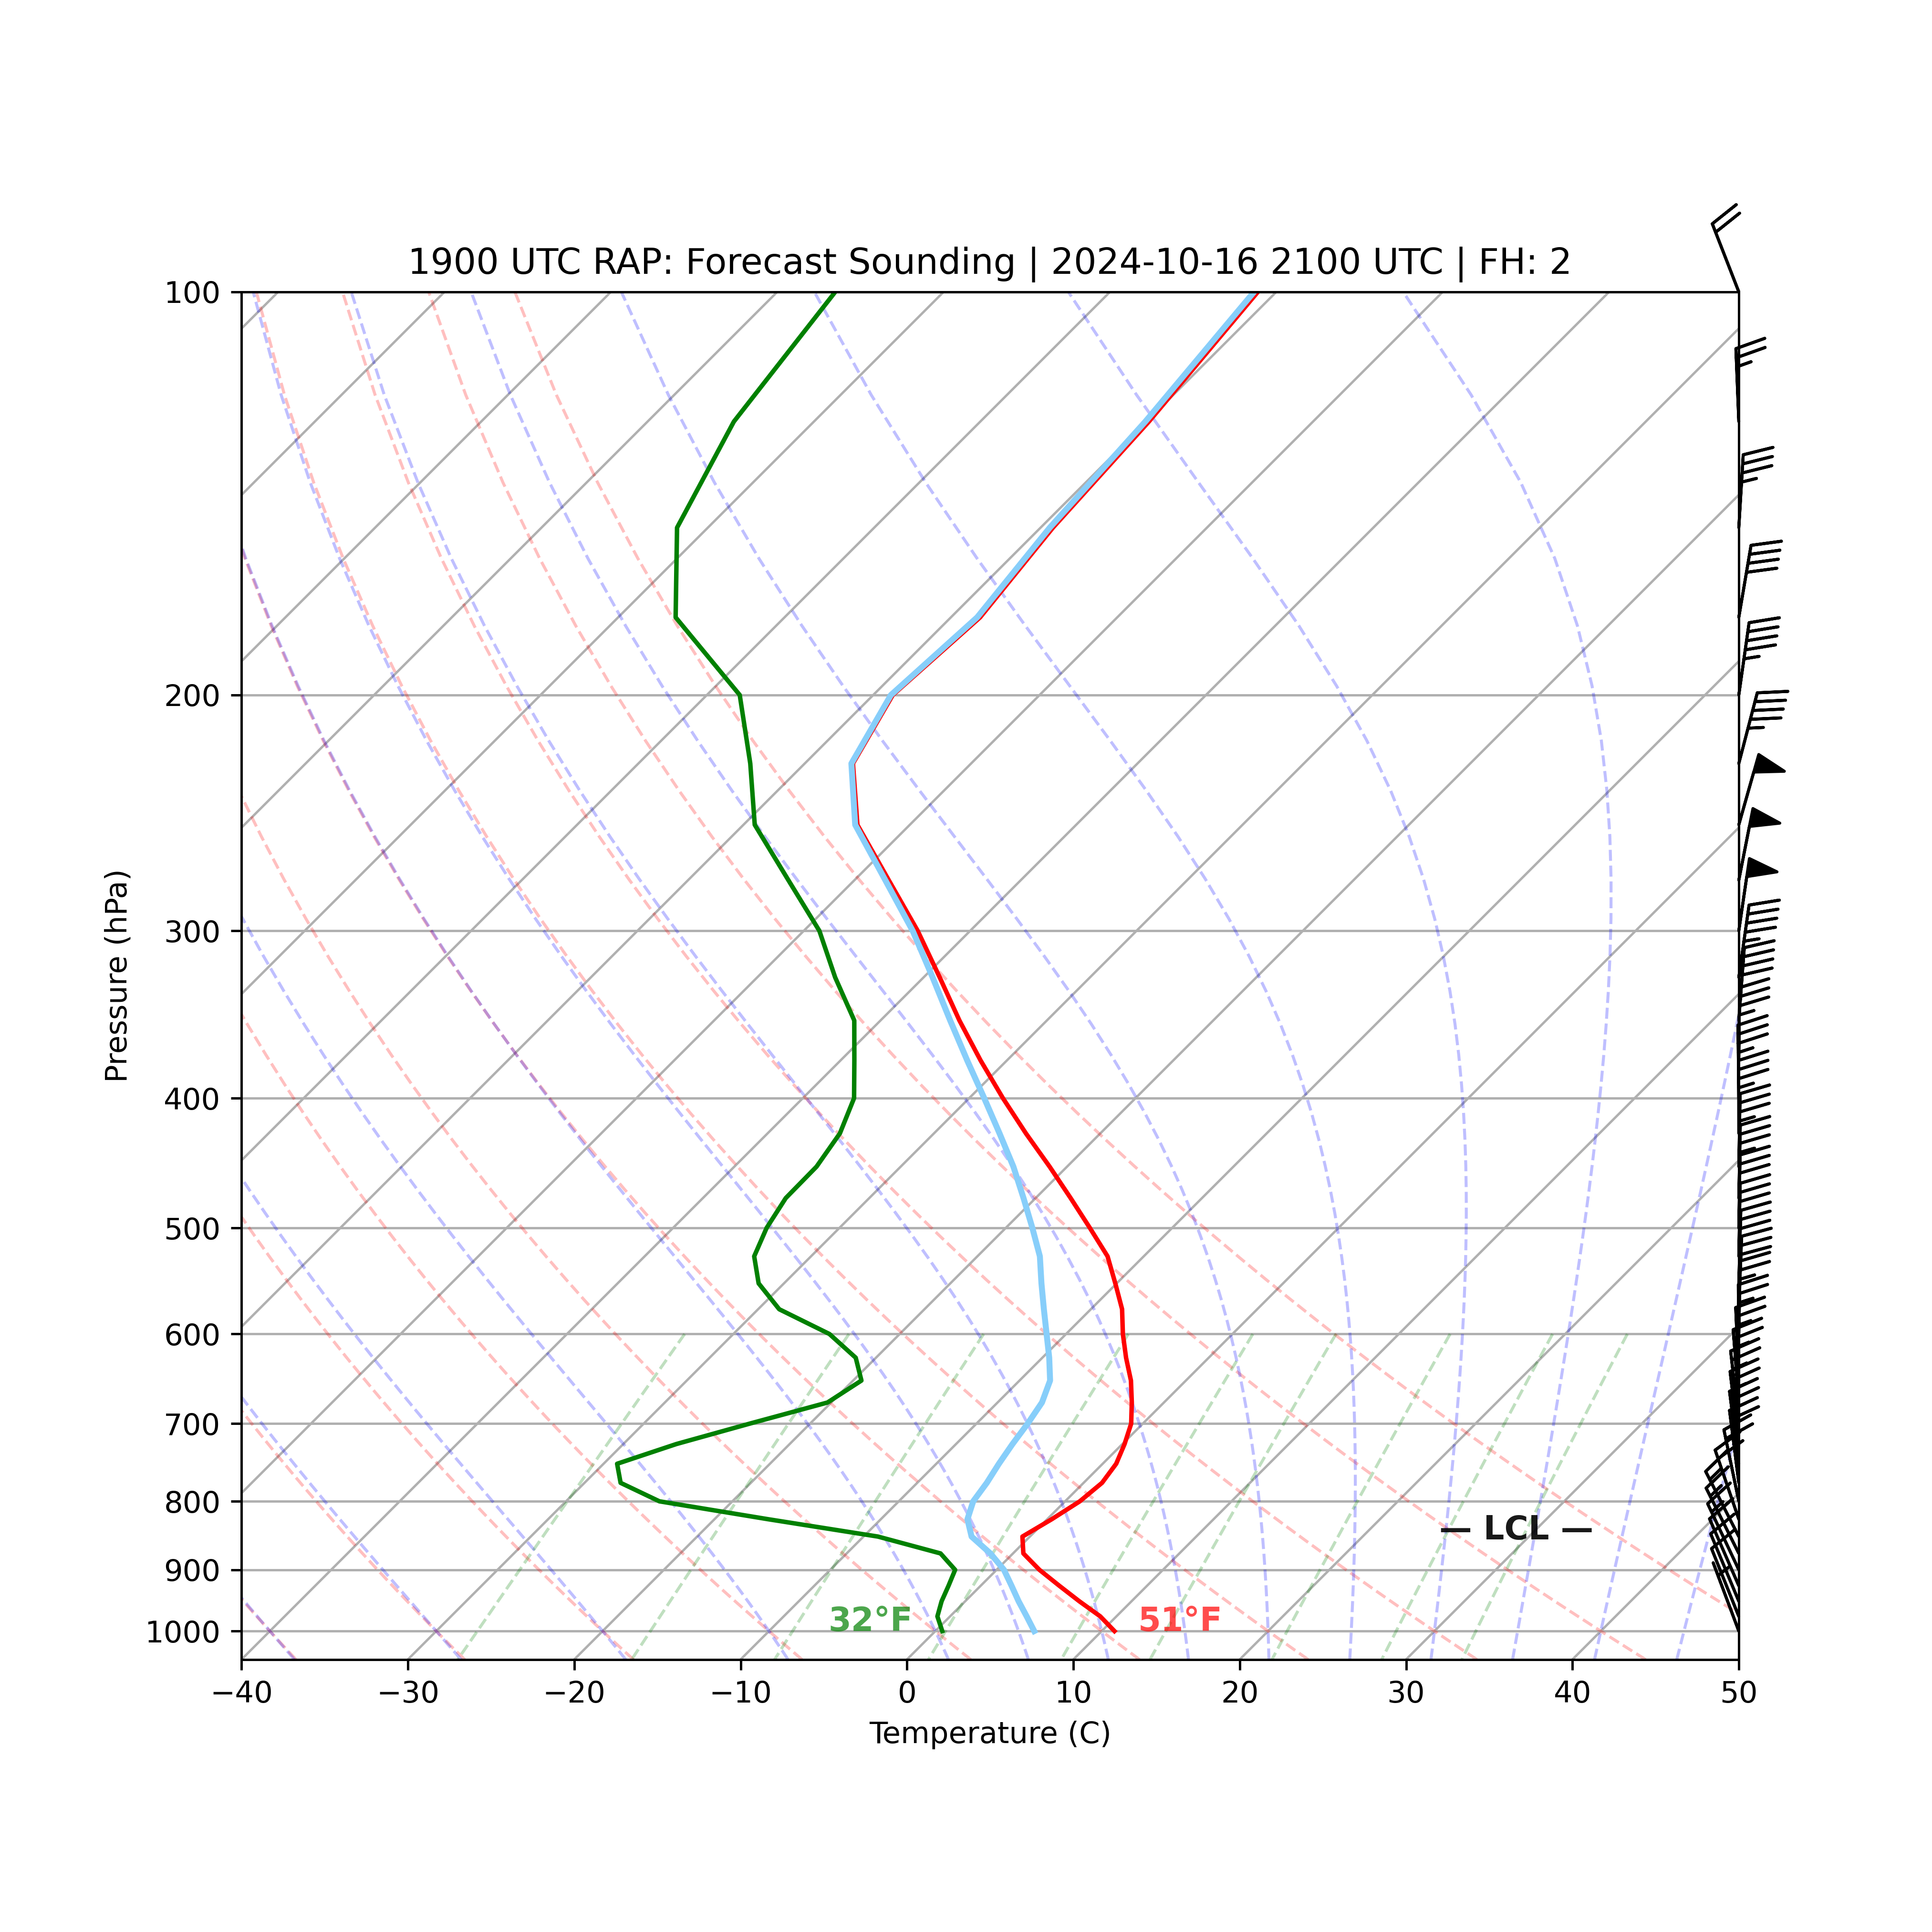 1900 UTC RAP: Forecast Sounding | 2024-10-16 2100 UTC | FH: 2
100
200
300
400
500
600
700
800
900
1000
Pressure (hPa)
— LCL —
32°F
51°F
−40 −30 −20 −10 0 10 20 30 40 50
Temperature (C)